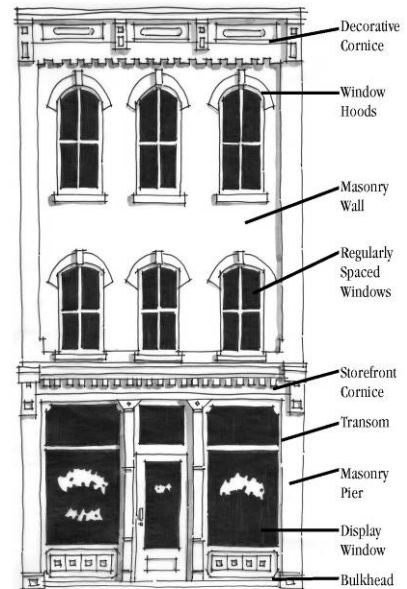 Decorative
Cornice
Window
Hoods
Masonry
Wall
Regularly
Spaced
Windows
Storefront
Cornice
Transom
Masonry
Pier
Display
Window
Bulkhead